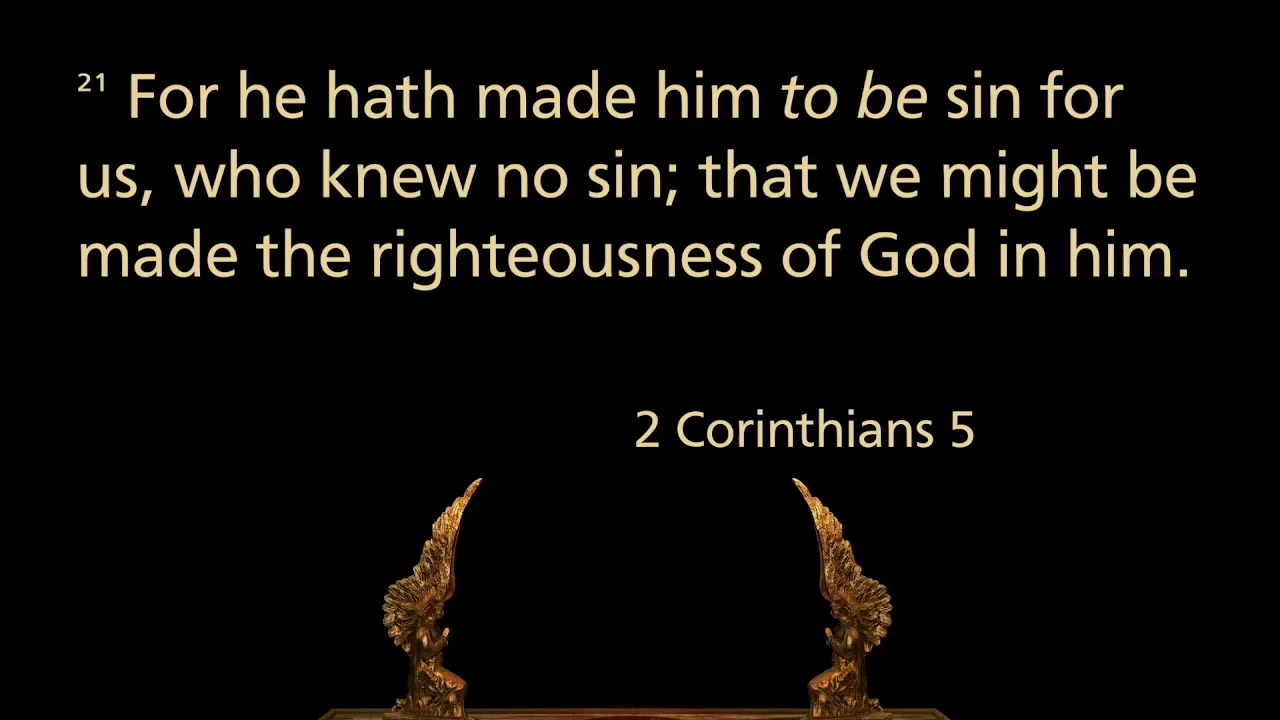 21 For he hath made him to be sin for
us, who knew no sin; that we might be
made the righteousness of God in him.
2 Corinthians 5